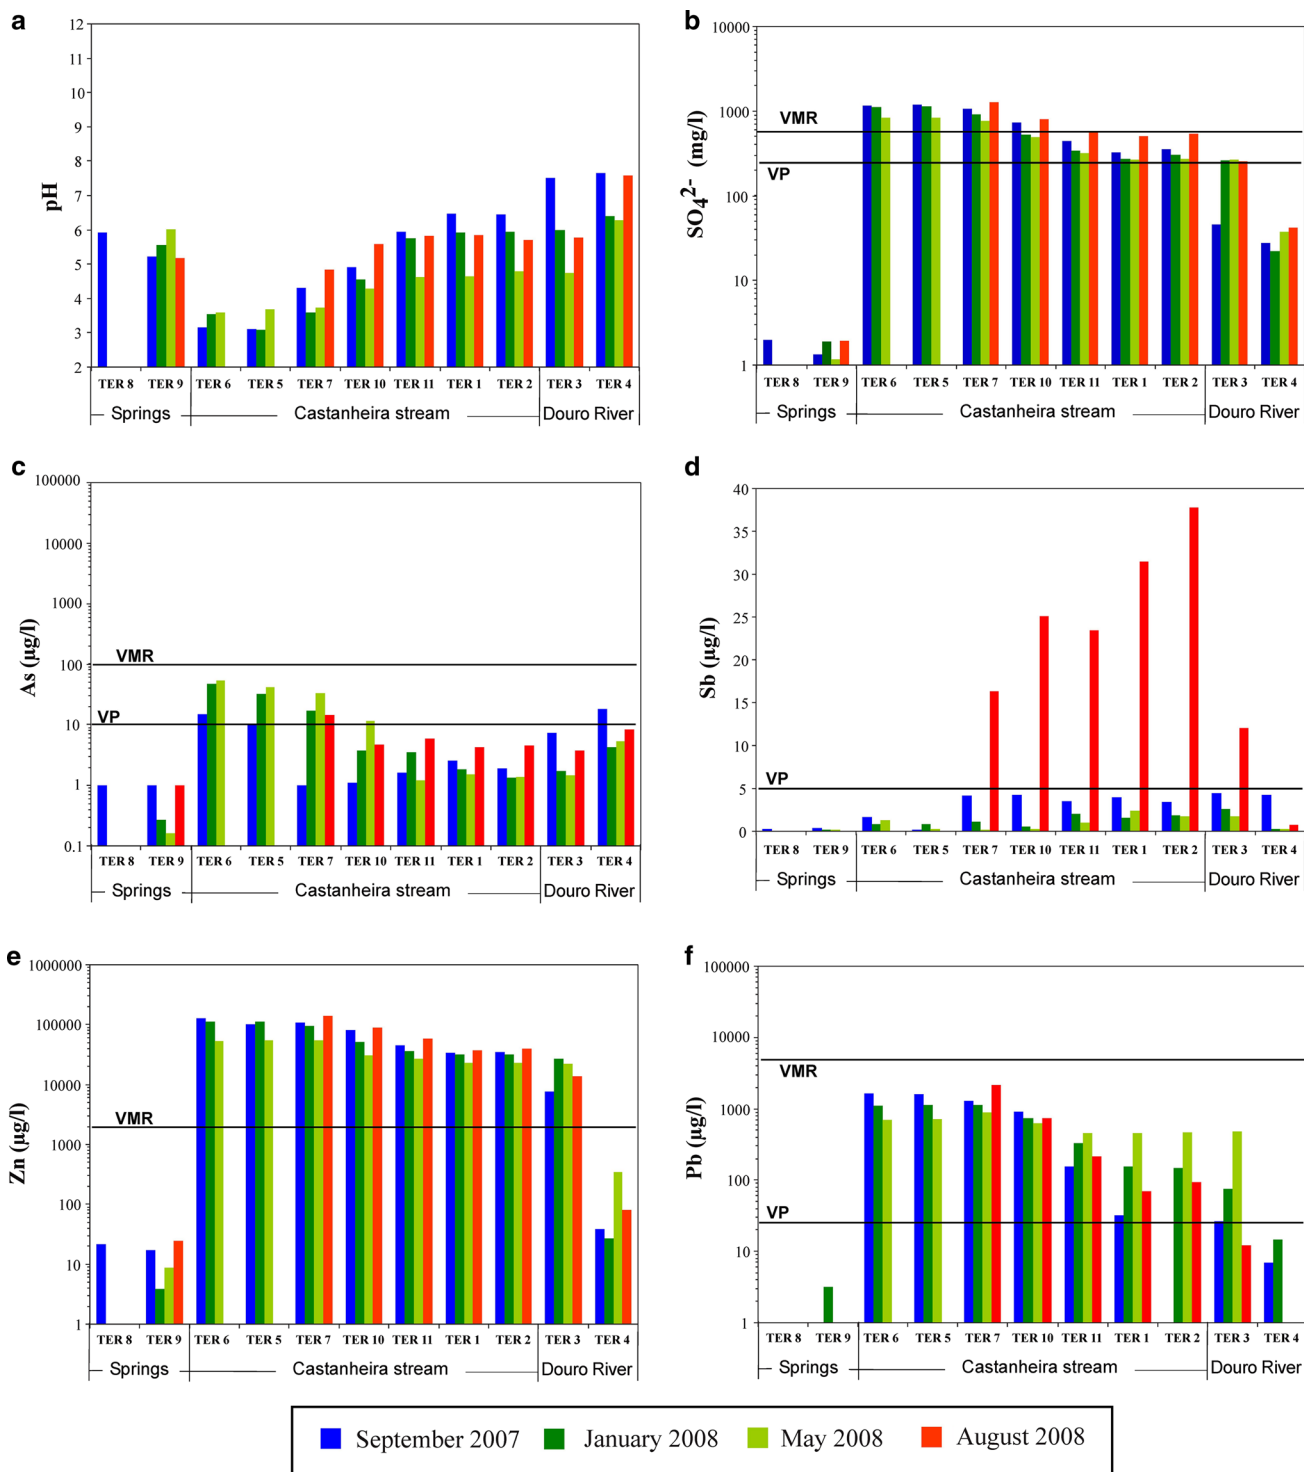 a
12
11
10
9
8
7
6
5
4
3
2
pH
TER 8 TER 9 TER 6 TER 5 TER 7 TER 10 TER 11 TER 1 TER 2 TER 3 TER 4
Springs Castanheira stream Douro River
b
10000
1000
100
10
1
SO4 2- (mg/l)
VMR
VP
TER 8 TER 9 TER 6 TER 5 TER 7 TER 10 TER 11 TER 1 TER 2 TER 3 TER 4
Springs Castanheira stream Douro River
c
100000
10000
1000
100
10
1
0.1
As (µg/l)
VMR
VP
TER 8 TER 9 TER 6 TER 5 TER 7 TER 10 TER 11 TER 1 TER 2 TER 3 TER 4
Springs Castanheira stream Douro River
d
40
35
30
25
20
15
10
5
0
Sb (µg/l)
VP
TER 8 TER 9 TER 6 TER 5 TER 7 TER 10 TER 11 TER 1 TER 2 TER 3 TER 4
Springs Castanheira stream Douro River
e
1000000
100000
10000
1000
100
10
1
Zn (µg/l)
VMR
TER 8 TER 9 TER 6 TER 5 TER 7 TER 10 TER 11 TER 1 TER 2 TER 3 TER 4
Springs Castanheira stream Douro River
f
100000
10000
1000
100
10
1
Pb (µg/l)
VMR
VP
TER 8 TER 9 TER 6 TER 5 TER 7 TER 10 TER 11 TER 1 TER 2 TER 3 TER 4
Springs Castanheira stream Douro River
September 2007 January 2008 May 2008 August 2008